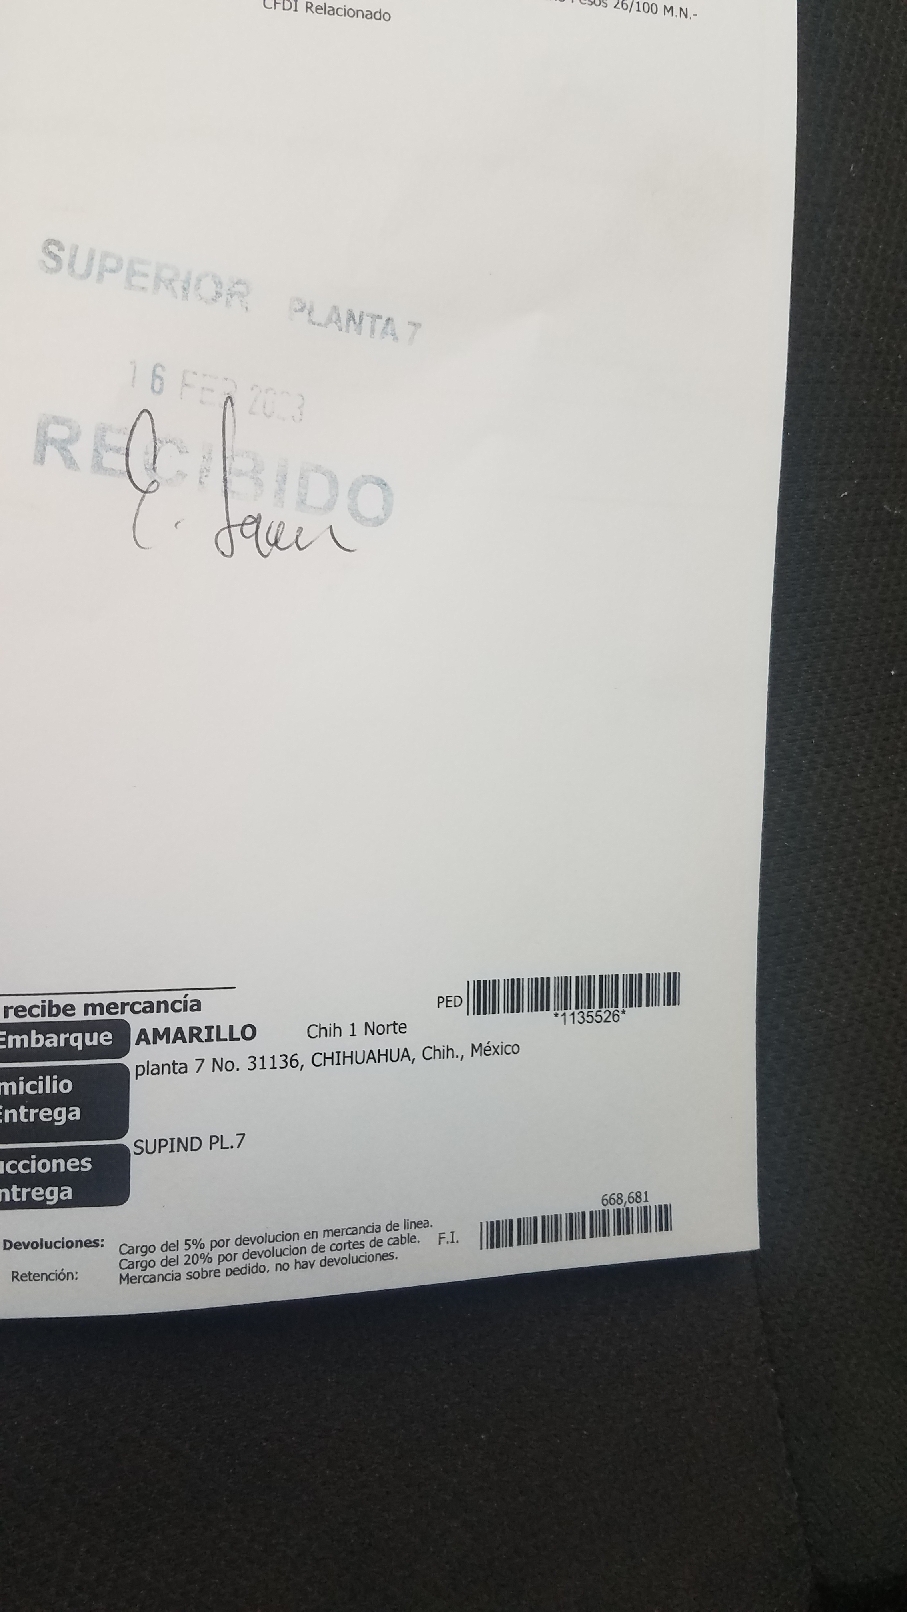 CFDI Relacionado
Pesos 26/100 M.N.-
SUPERIOR PLANTA 7
16 FEB 2023
RECIBIDO
recibe mercancía
PED
*1135526*
Embarque AMARILLO Chih 1 Norte
micilio
Entrega
planta 7 No. 31136, CHIHUAHUA, Chih., México
ucciones
ntrega
SUPIND PL.7
668,681
F.I.
Devoluciones: Cargo del 5% por devolucion en mercancia de linea.
Cargo del 20% por devolucion de cortes de cable.
Retención: Mercancia sobre pedido, no hay devoluciones.